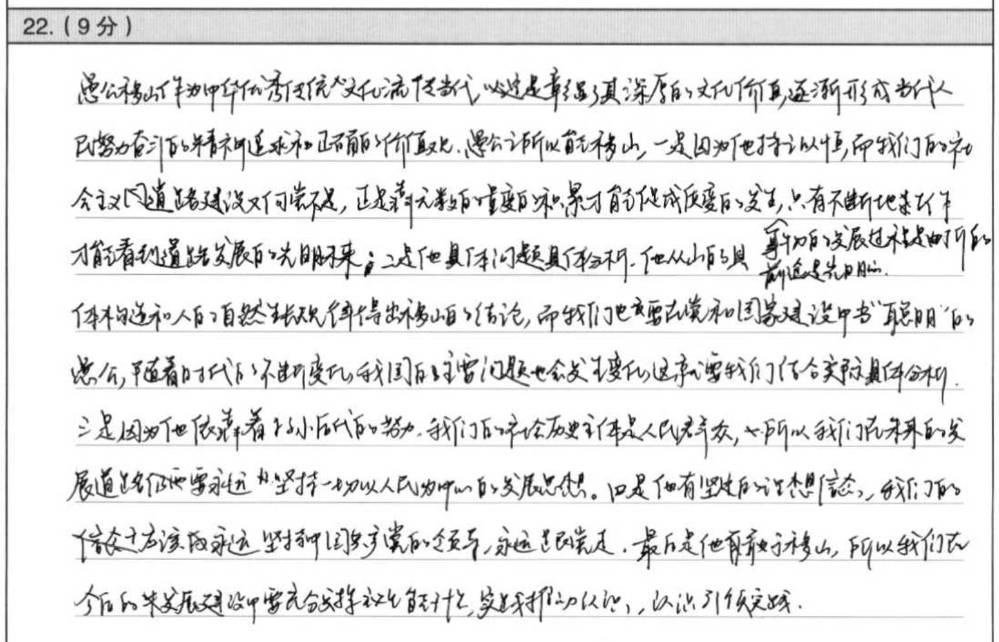 22.(9分)
愚公移山作为中华优秀传统文化流传当代,必定是彰显了其深厚的文化价值,逐渐形成当代人
民努力奋斗的精神追求和正确的价值观.愚公之所以能移山,一是因为他持之以恒,而我们的社
会主义道路建设又何尝不是,正是靠无数的量变的积累才能促成质变的发生,只有不断地劳作
才能看到道路发展的光明未来;二是他具体问题具体分析.他从山的具
事物的发展过程是曲折的
前途是光明的.
体构造和人的自然生长规律得出移山的结论,而我们也需要在党和国家建设中当"聪明"的
愚公,随着时代的不断变化,我国的主要问题也会发生变化,这就需要我们结合实际具体分析.
三是因为他依靠着子孙后代的努力.我们的社会历史主体是人民群众,所以我们在未来的发
展道路仍需要永远坚持一切以人民为中心的发展思想。四是他有坚定的理想信念,我们的
信念应该永远坚持中国共产党的领导,永远跟党走.最后是他有敢于移山,所以我们在
今后的发展建设中要充分发挥主观能动性,实践推动认识,认识引领实践.